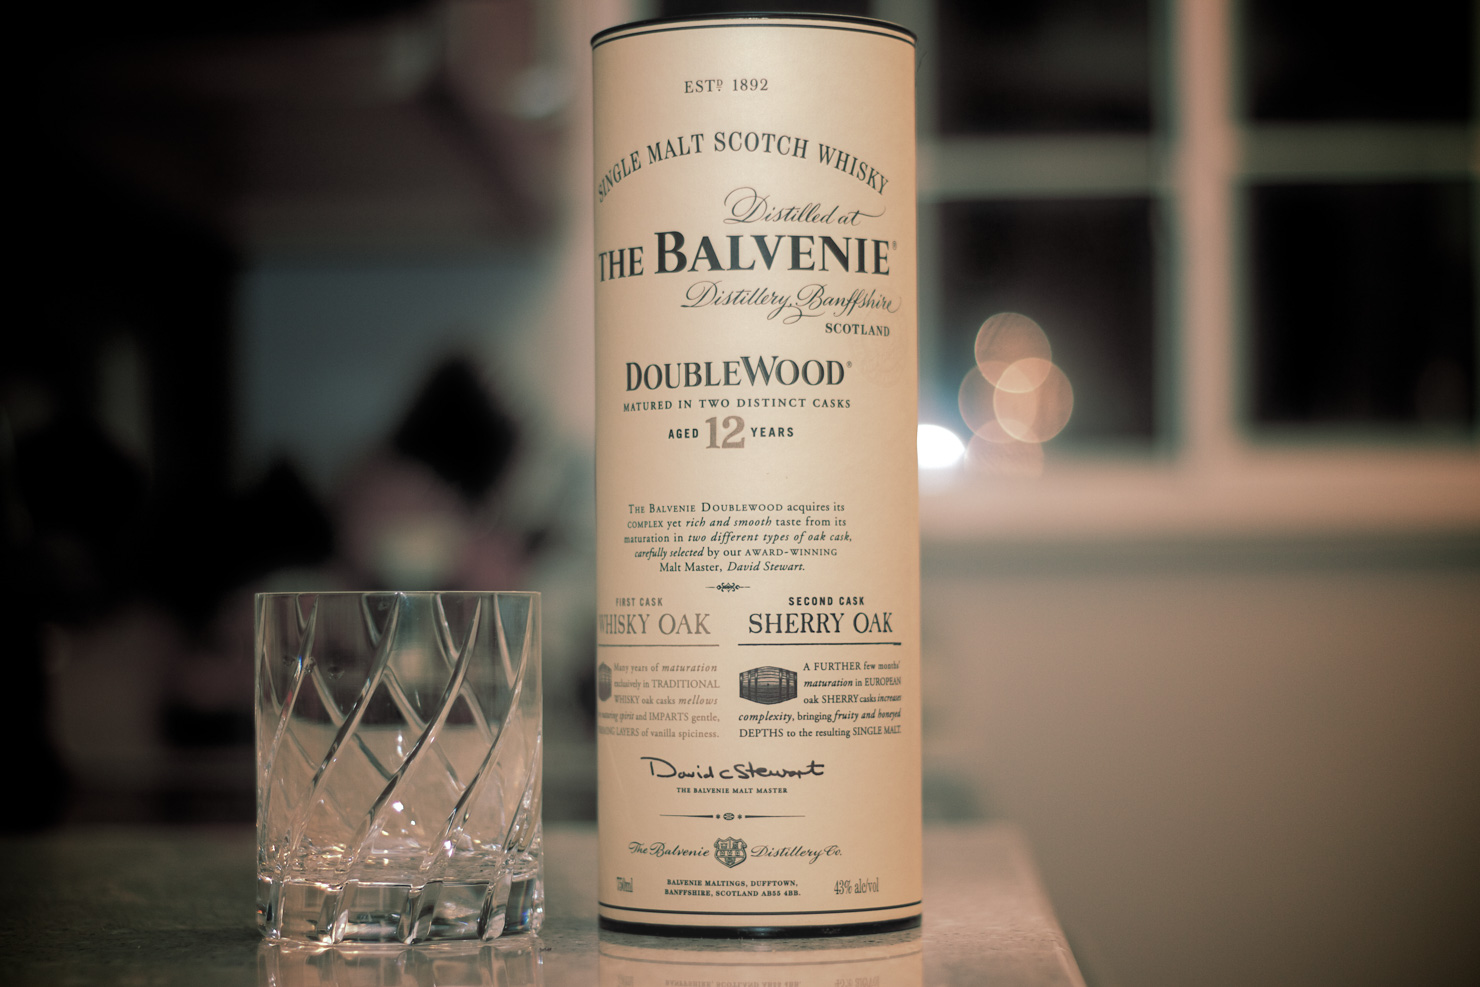 ESTD 1892
SINGLE MALT SCOTCH WHISKY
Distilled at
THE BALVENIE®
Distillery, Banffshire
SCOTLAND
DOUBLEWOOD®
MATURED IN TWO DISTINCT CASKS
AGED 12 YEARS
THE BALVENIE DOUBLEWOOD acquires its
COMPLEX yet rich and smooth taste from its
maturation in two different types of oak cask,
carefully selected by our AWARD-WINNING
Malt Master, David Stewart.
FIRST CASK
WHISKY OAK
Many years of maturation
exclusively in TRADITIONAL
WHISKY oak casks mellows
maturing spirit and IMPARTS gentle,
LAYERS of vanilla spiciness.
SECOND CASK
SHERRY OAK
A FURTHER few months'
maturation in EUROPEAN
oak SHERRY casks increases
complexity, bringing fruity and honeyed
DEPTHS to the resulting SINGLE MALT.
David C Stewart
THE BALVENIE MALT MASTER
The Balvenie Distillery Co.
750ml
BALVENIE MALTINGS, DUFFTOWN,
BANFFSHIRE, SCOTLAND AB55 4BB.
43% alc/vol